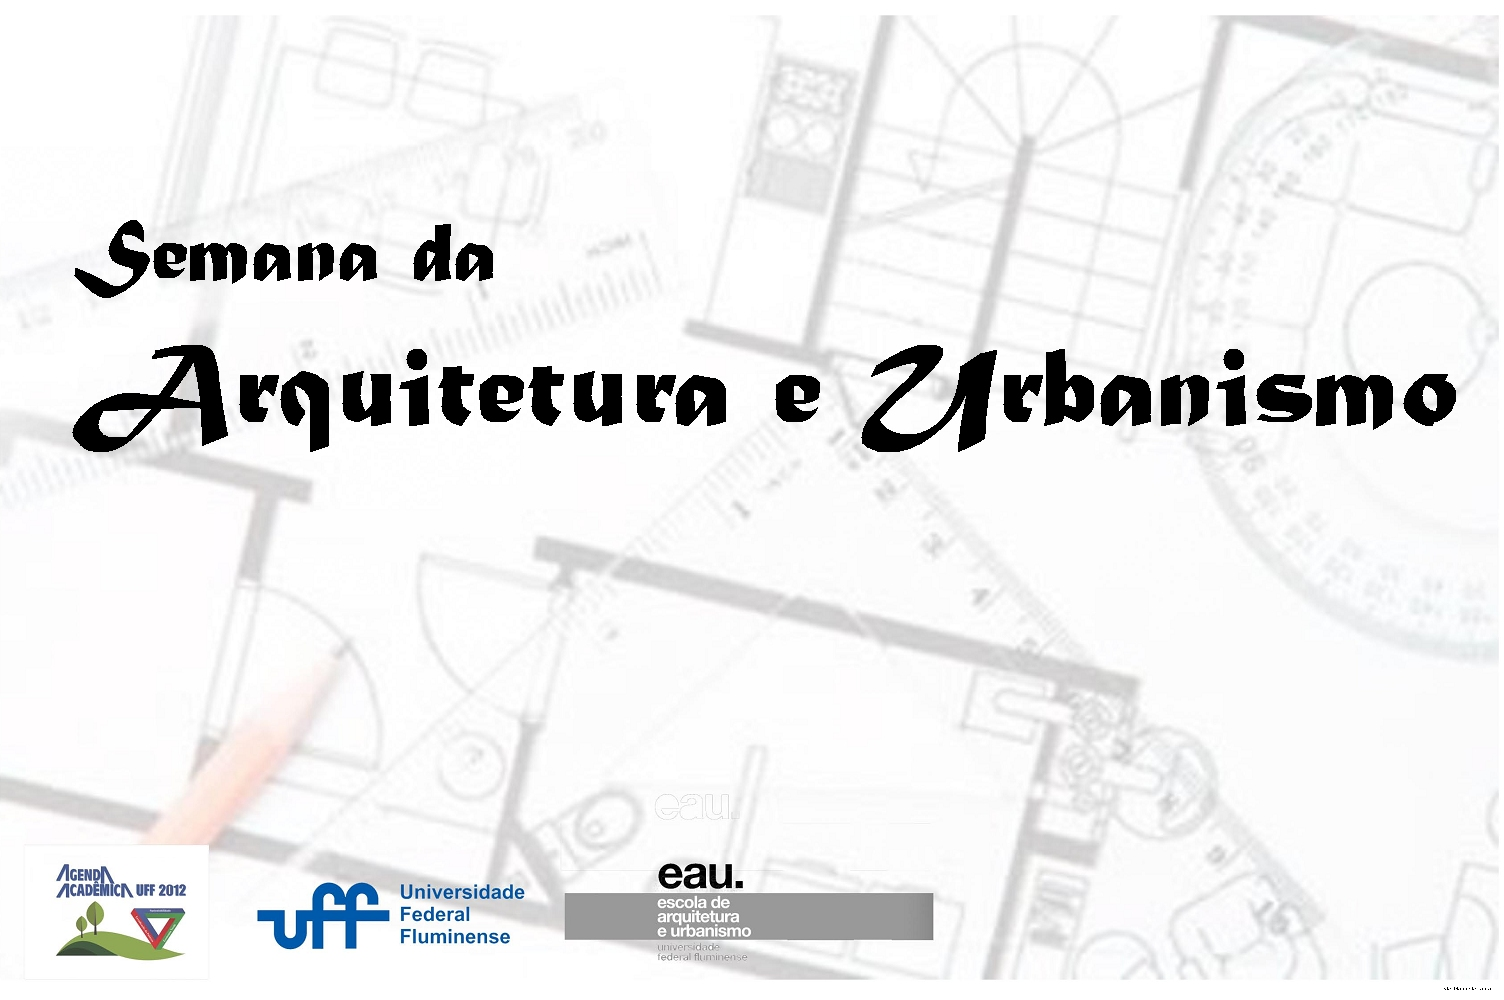 Semana da
Arquitetura e Urbanismo
eau.
AGENDA
ACADÊMICA UFF 2012
uff
Universidade
Federal
Fluminense
eau.
escola de
arquitetura
e urbanismo
universidade
federal fluminense